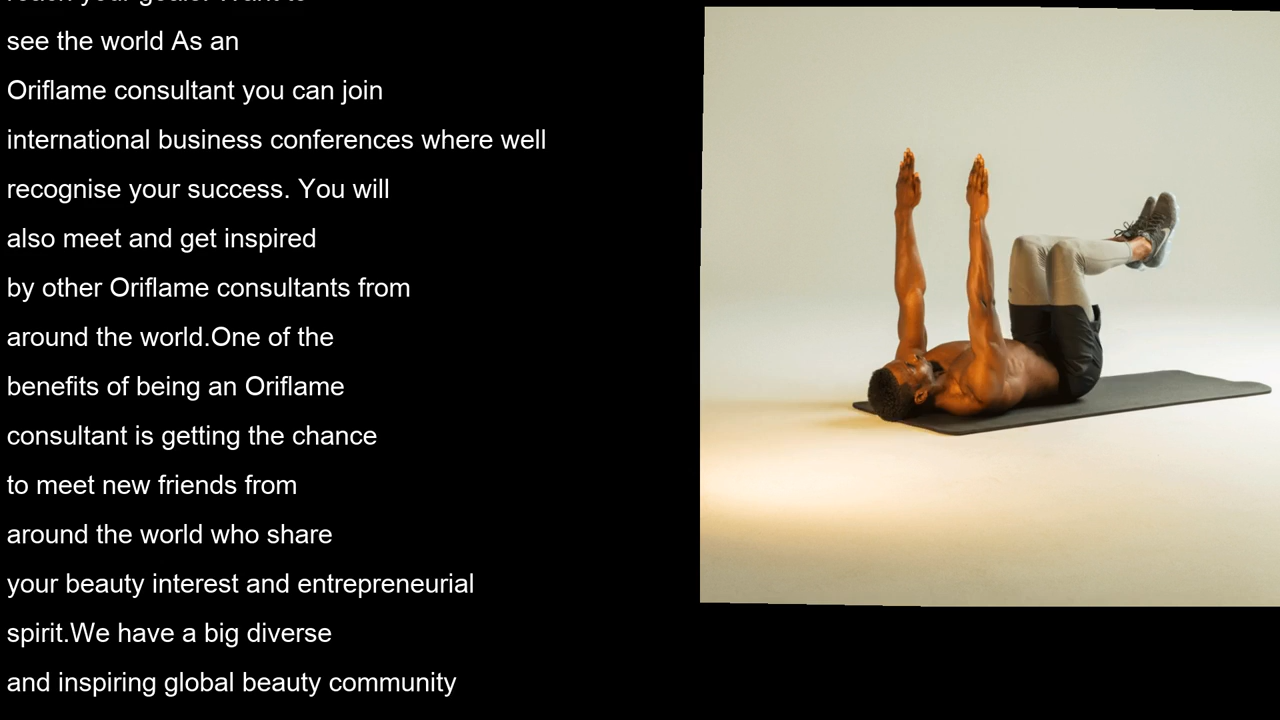 see the world As an
Oriflame consultant you can join
international business conferences where well
recognise your success. You will
also meet and get inspired
by other Oriflame consultants from
around the world.One of the
benefits of being an Oriflame
consultant is getting the chance
to meet new friends from
around the world who share
your beauty interest and entrepreneurial
spirit.We have a big diverse
and inspiring global beauty community